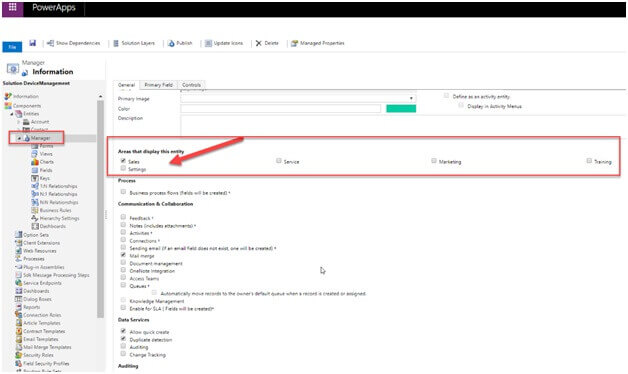 PowerApps
File
Show Dependencies
Solution Layers
Publish
Update Icons
Delete
Managed Properties
Manager
Information
Solution DeviceManagement
Information
Components
Entities
Account
Contact
Manager
Forms
Views
Charts
Fields
Keys
1:N Relationships
N:1 Relationships
N:N Relationships
Business Rules
Hierarchy Settings
Dashboards
Option Sets
Client Extensions
Web Resources
Processes
Plug-in Assemblies
Sdk Message Processing Steps
Service Endpoints
Dashboards
Dialog Boxes
Reports
Connection Roles
Article Templates
Contract Templates
Email Templates
Mail Merge Templates
Security Roles
Field Security Profiles
General Primary Field Controls
Primary Image
Define as an activity entity
Color
Display in Activity Menus
Description
Areas that display this entity
Sales Service Marketing Training
Settings
Process
Business process flows (fields will be created) *
Communication & Collaboration
Feedback *
Notes (includes attachments) *
Activities *
Connections *
Sending email (If an email field does not exist, one will be created) *
Mail merge
Document management
OneNote Integration
Access Teams
Queues *
Automatically move records to the owner's default queue when a record is created or assigned.
Knowledge Management
Enable for SLA ( Fields will be created)*
Data Services
Allow quick create
Duplicate detection
Auditing
Change Tracking
Auditing